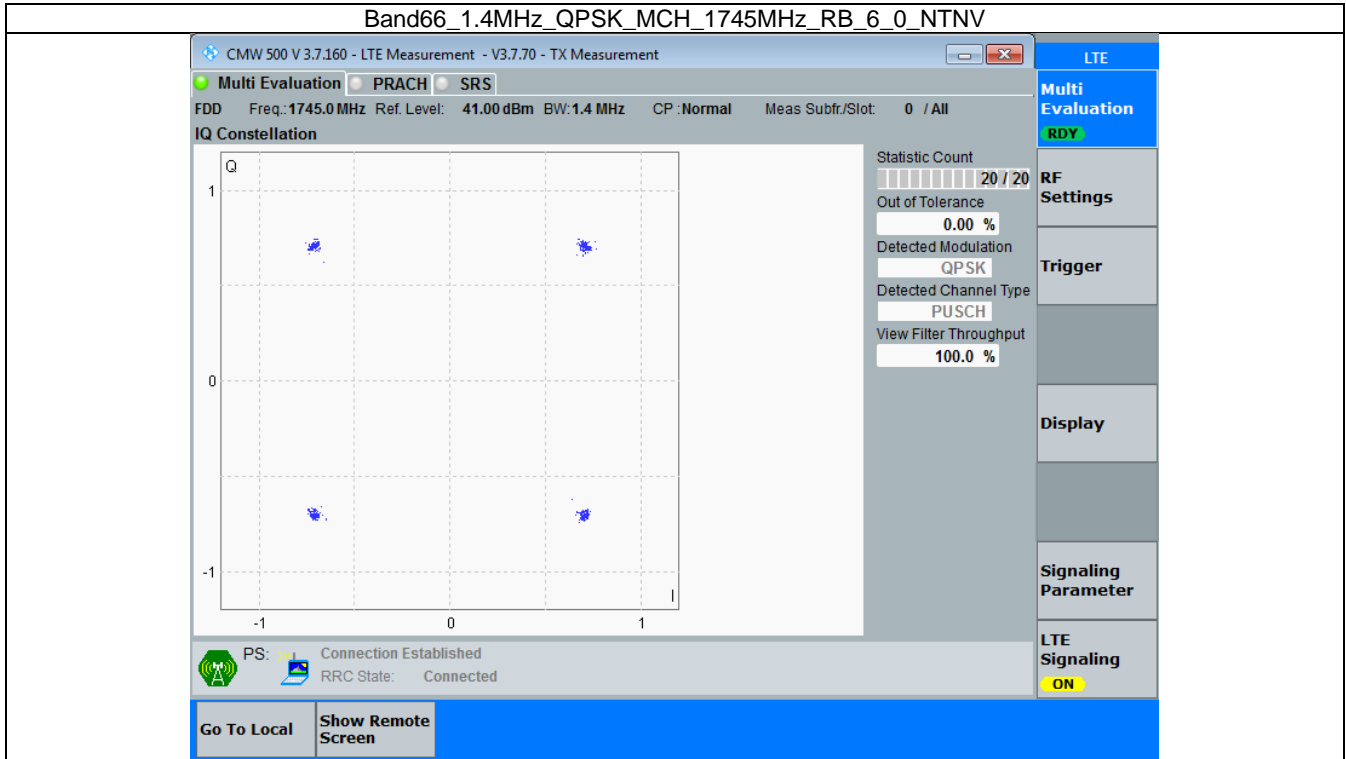 Band66_1.4MHz_QPSK_MCH_1745MHz_RB_6_0_NTNV
CMW 500 V 3.7.160 - LTE Measurement - V3.7.70 - TX Measurement
Multi Evaluation PRACH SRS
FDD Freq.:1745.0 MHz Ref. Level: 41.00 dBm BW:1.4 MHz CP :Normal Meas Subfr./Slot: 0 / All
IQ Constellation
Q
1
0
-1
I
-1 0 1
Statistic Count
20 / 20
Out of Tolerance
0.00 %
Detected Modulation
QPSK
Detected Channel Type
PUSCH
View Filter Throughput
100.0 %
PS: Connection Established
RRC State: Connected
LTE
Multi
Evaluation
RDY
RF
Settings
Trigger
Display
Signaling
Parameter
LTE
Signaling
ON
Go To Local
Show Remote
Screen